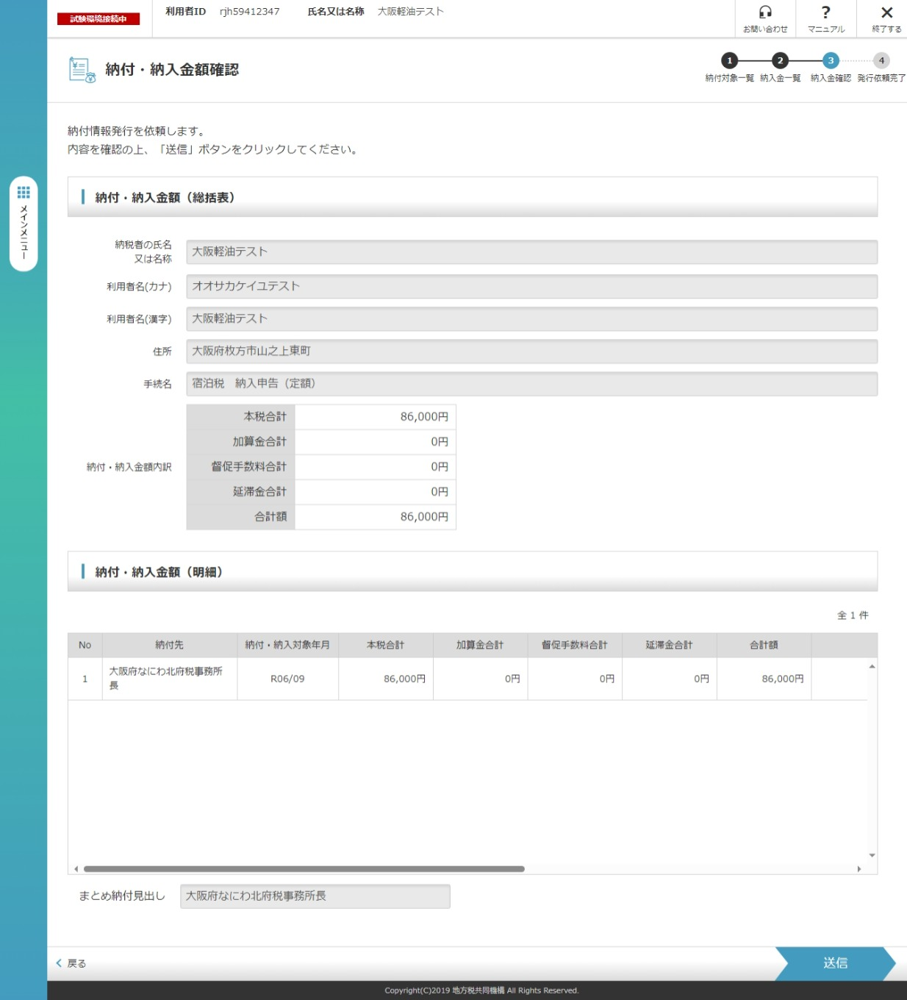 試験環境接続中
利用者ID rjh59412347 氏名又は名称 大阪軽油テスト
お問い合わせ
? マニュアル
終了する
納付・納入金額確認
1 2 3 4
納付対象一覧 納入金一覧 納入金確認 発行依頼完了
納付情報発行を依頼します。
内容を確認の上、「送信」ボタンをクリックしてください。
メインメニュー
納付・納入金額（総括表）
納税者の氏名
又は名称
大阪軽油テスト
利用者名(カナ) オオサカケイユテスト
利用者名(漢字) 大阪軽油テスト
住所 大阪府枚方市山之上東町
手続名 宿泊税　納入申告（定額）
納付・納入金額内訳
本税合計 86,000円
加算金合計 0円
督促手数料合計 0円
延滞金合計 0円
合計額 86,000円
納付・納入金額（明細）
全 1 件
No 納付先 納付・納入対象年月 本税合計 加算金合計 督促手数料合計 延滞金合計 合計額
1 大阪府なにわ北府税事務所
長
R06/09 86,000円 0円 0円 0円 86,000円
まとめ納付見出し 大阪府なにわ北府税事務所長
戻る
送信
Copyright(C)2019 地方税共同機構 All Rights Reserved.